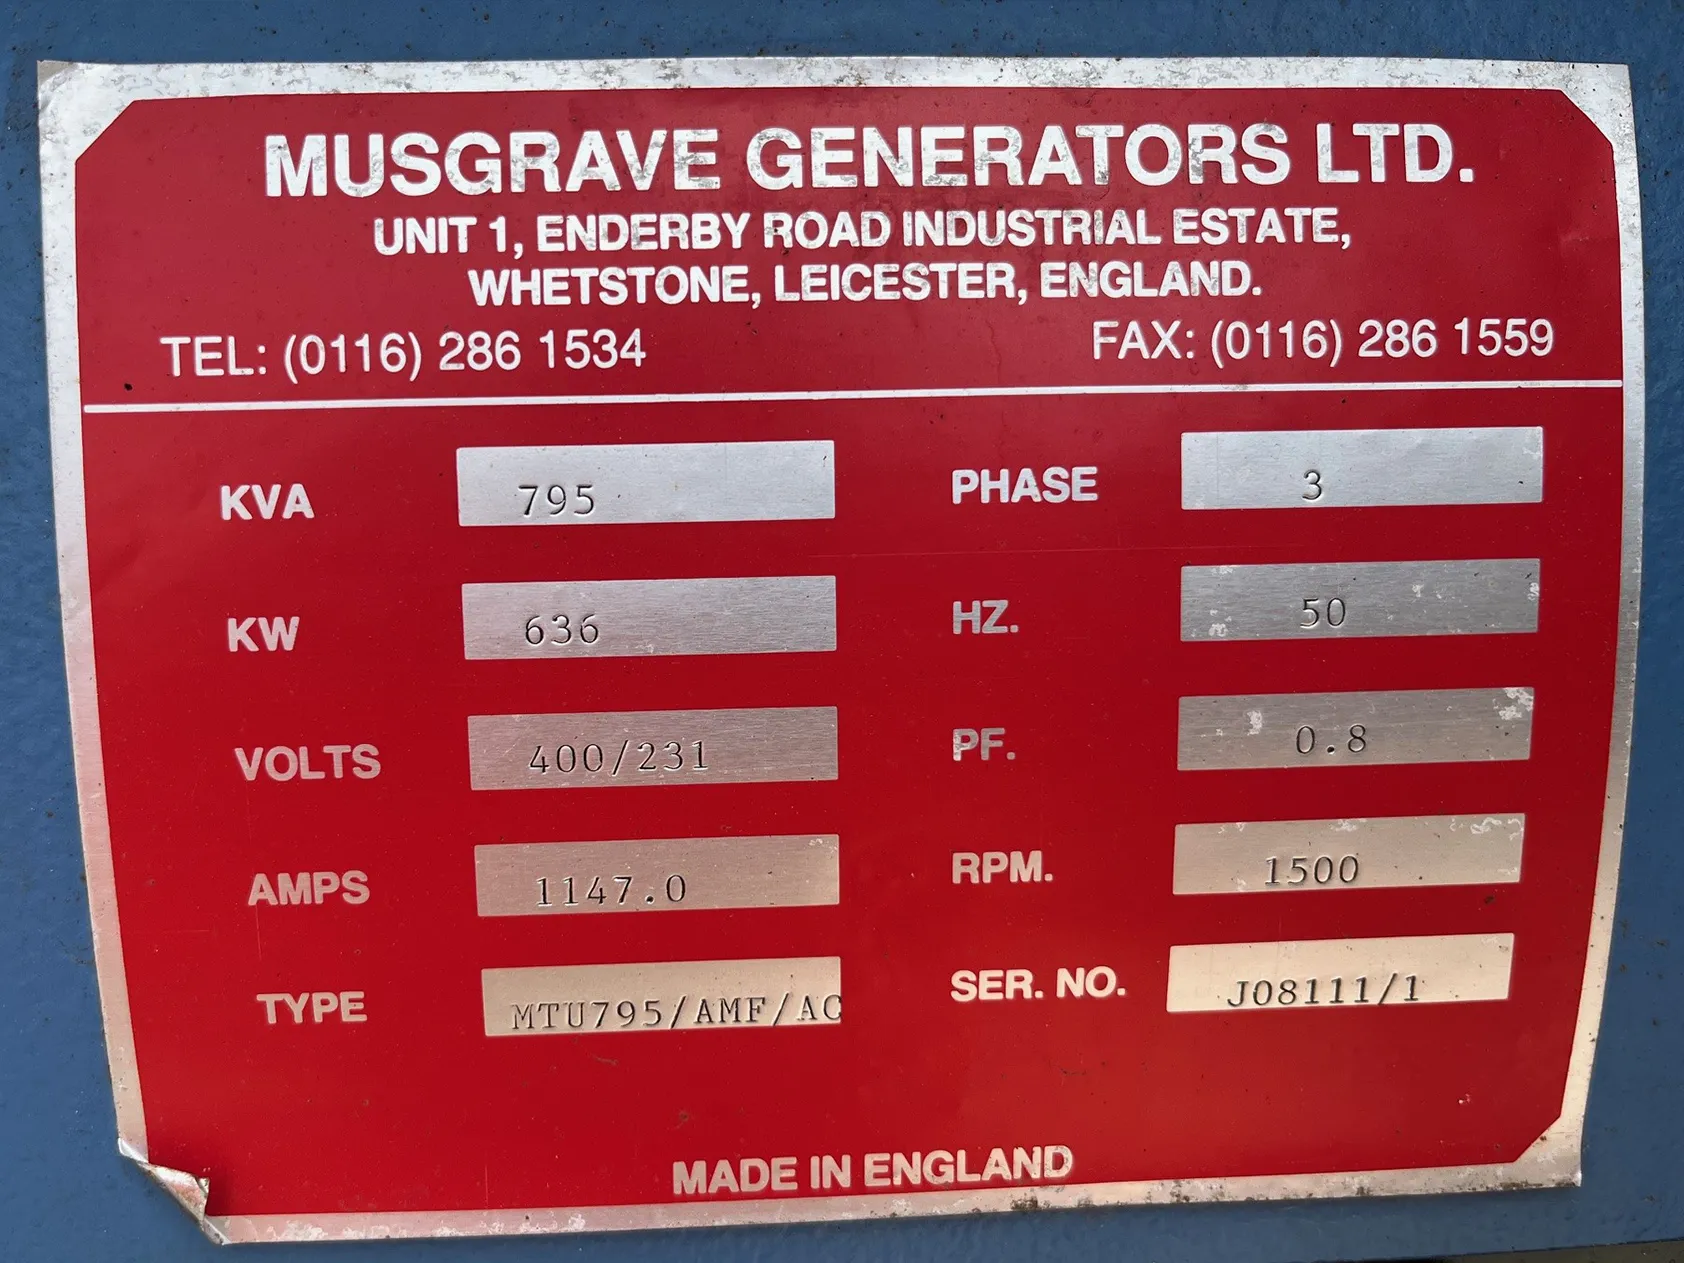 MUSGRAVE GENERATORS LTD.
UNIT 1, ENDERBY ROAD INDUSTRIAL ESTATE,
WHETSTONE, LEICESTER, ENGLAND.
TEL: (0116) 286 1534 FAX: (0116) 286 1559
KVA 795 PHASE 3
KW 636 HZ. 50
VOLTS 400/231 PF. 0.8
AMPS 1147.0 RPM. 1500
TYPE MTU795/AMF/AC SER. NO. J08111/1
MADE IN ENGLAND